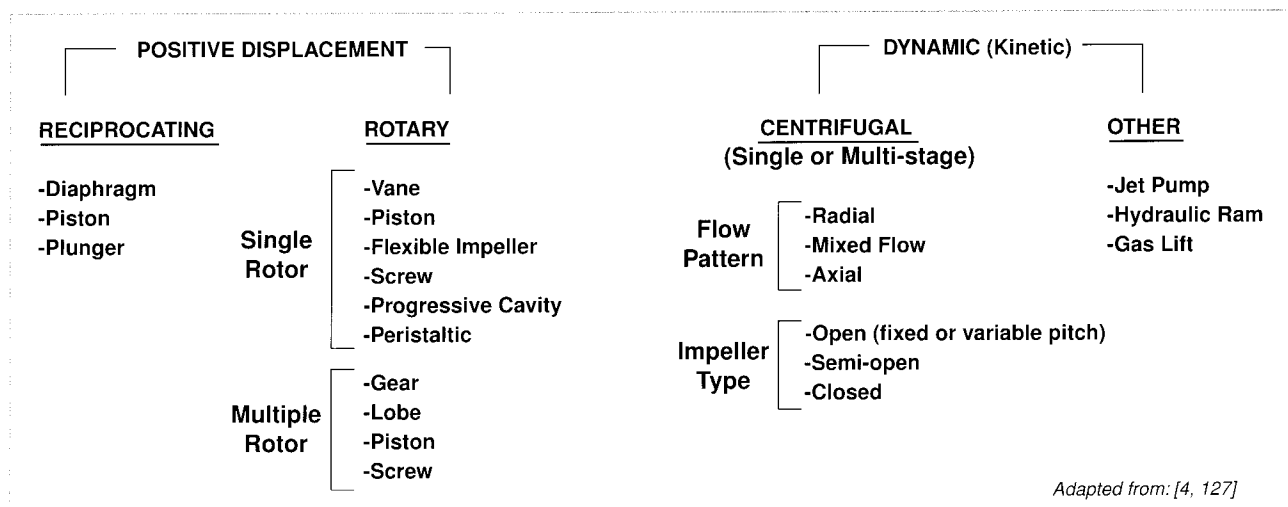 POSITIVE DISPLACEMENT
RECIPROCATING
-Diaphragm
-Piston
-Plunger
ROTARY
Single
Rotor
-Vane
-Piston
-Flexible Impeller
-Screw
-Progressive Cavity
-Peristaltic
Multiple
Rotor
-Gear
-Lobe
-Piston
-Screw
DYNAMIC (Kinetic)
CENTRIFUGAL
(Single or Multi-stage)
Flow
Pattern
-Radial
-Mixed Flow
-Axial
Impeller
Type
-Open (fixed or variable pitch)
-Semi-open
-Closed
OTHER
-Jet Pump
-Hydraulic Ram
-Gas Lift
Adapted from: [4, 127]